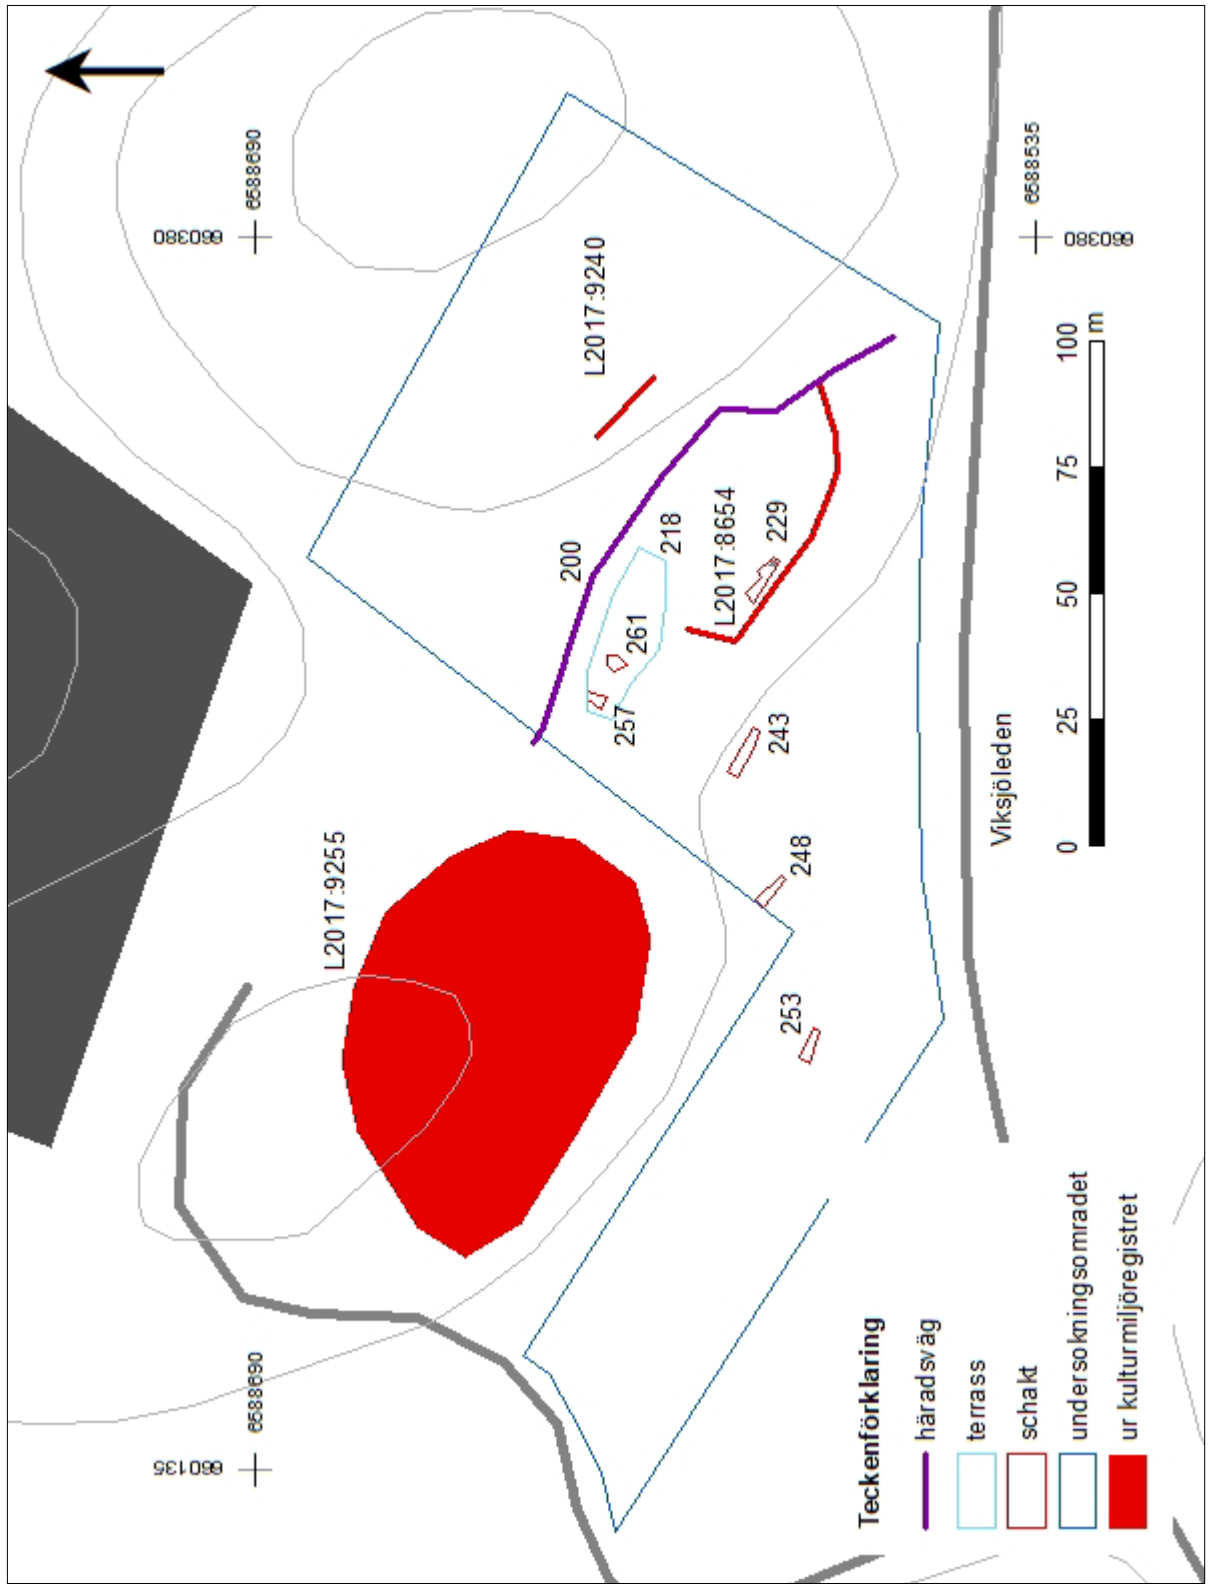 660135
6588690
660380
6588690
L2017:9255
L2017:9240
200
218
261
257
L2017:8654
229
243
248
253
660380
6588535
Viksjöleden
0
25
50
75
100
m
Teckenförklaring
häradsväg
terrass
schakt
undersokningsomradet
ur kulturmiljöregistret